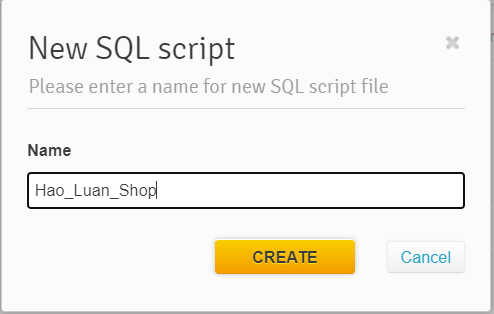 New SQL script
Please enter a name for new SQL script file
Name
Hao_Luan_Shop
CREATE
Cancel